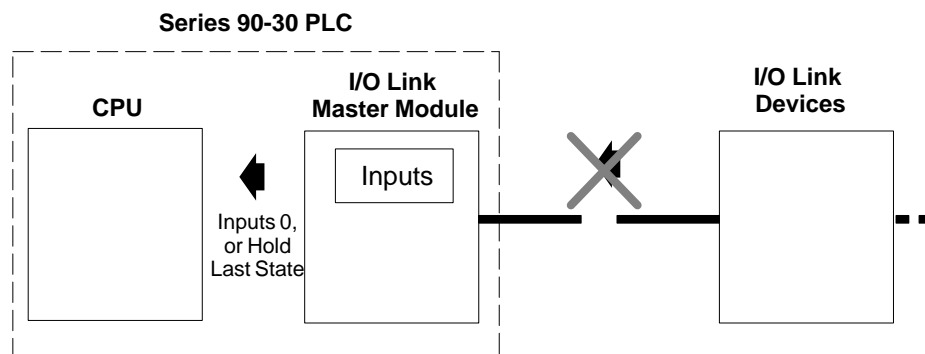 Series 90-30 PLC
CPU
I/O Link
Master Module
I/O Link
Devices
Inputs
Inputs 0,
or Hold
Last State